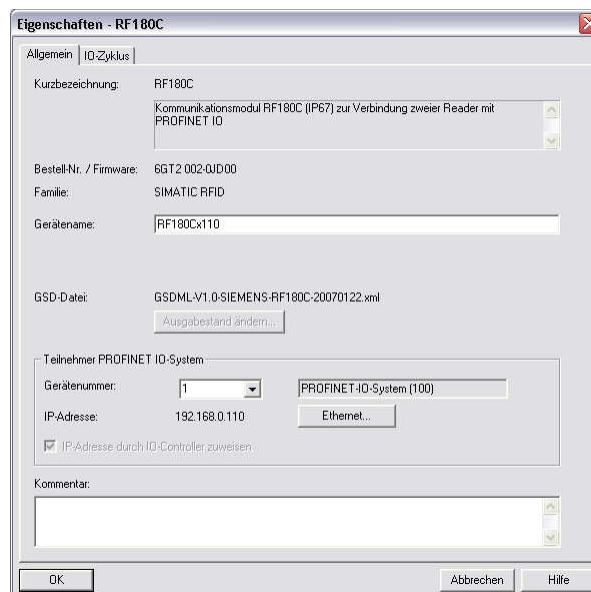 Eigenschaften - RF180C
Allgemein
IO-Zyklus
Kurzbezeichnung:
RF180C
Kommunikationsmodul RF180C (IP67) zur Verbindung zweier Reader mit
PROFINET IO
Bestell-Nr. / Firmware:
6GT2 002-0JD00
Familie:
SIMATIC RFID
Gerätename:
RF180Cx110
GSD-Datei:
GSDML-V1.0-SIEMENS-RF180C-20070122.xml
Ausgabestand ändern...
Teilnehmer PROFINET IO-System
Gerätenummer:
1
PROFINET-IO-System (100)
IP-Adresse:
192.168.0.110
Ethernet...
IP-Adresse durch IO-Controller zuweisen
Kommentar:
OK
Abbrechen
Hilfe